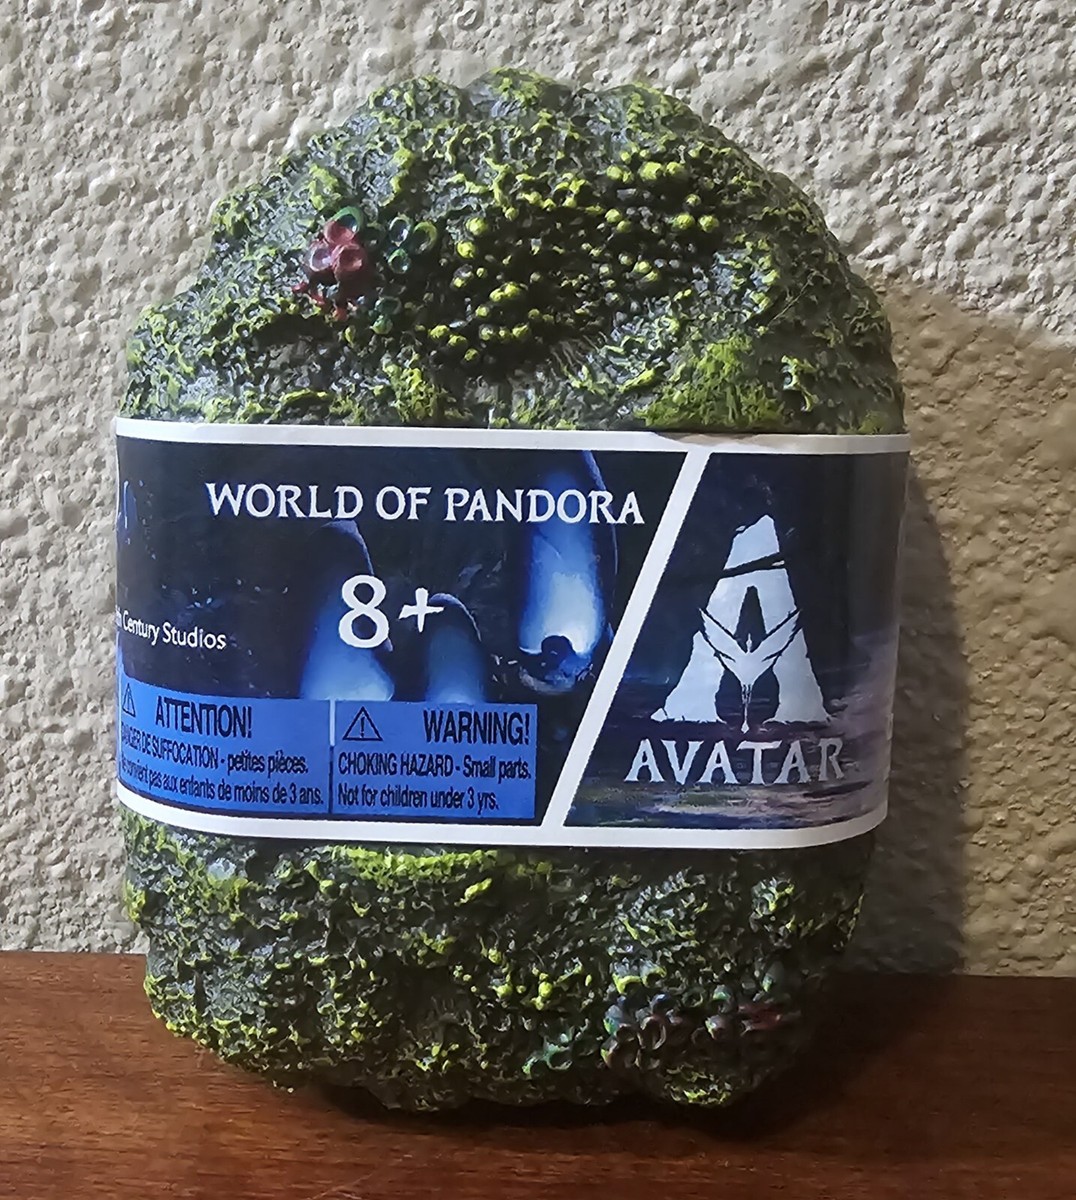 WORLD OF PANDORA
8+
Century Studios
ATTENTION!
DE SUFFOCATION - petites pièces.
pas aux enfants de moins de 3 ans.
WARNING!
CHOKING HAZARD - Small parts.
Not for children under 3 yrs.
AVATAR